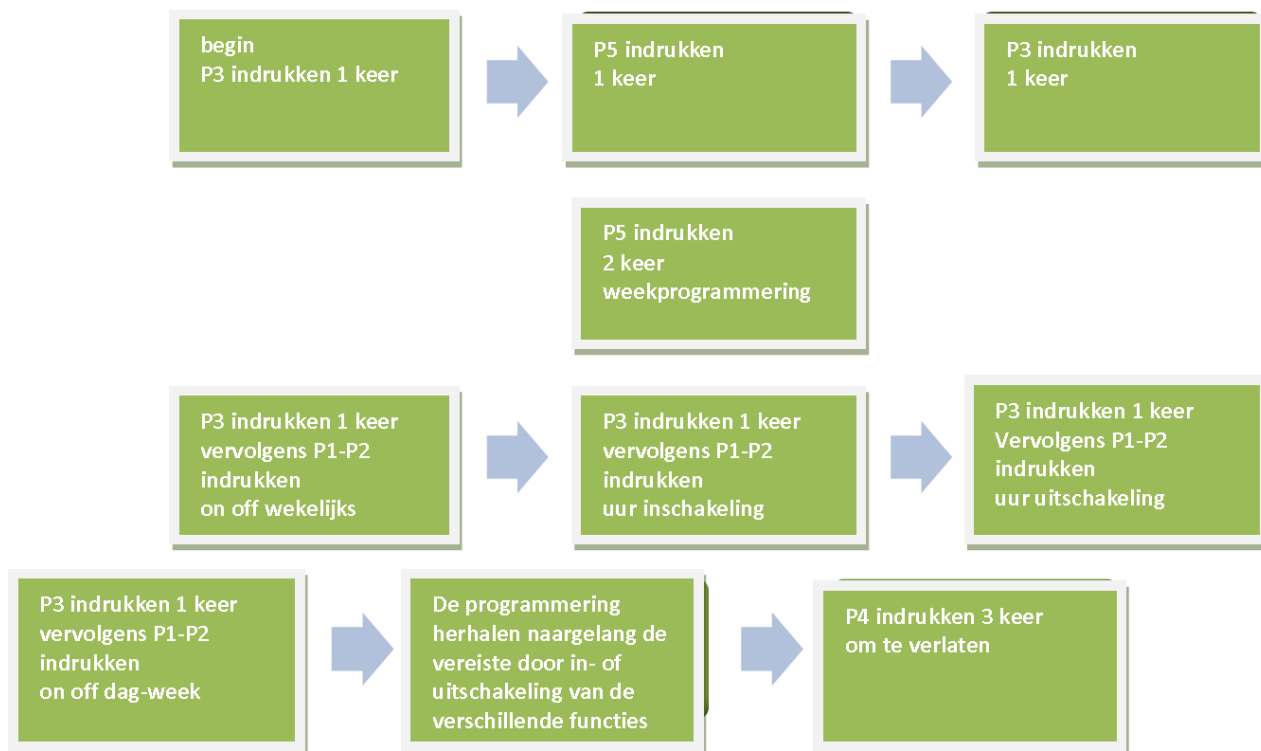 begin
P3 indrukken 1 keer
P5 indrukken
1 keer
P3 indrukken
1 keer
P5 indrukken
2 keer
weekprogrammering
P3 indrukken 1 keer
vervolgens P1-P2
indrukken
on off wekelijks
P3 indrukken 1 keer
vervolgens P1-P2
indrukken
uur inschakeling
P3 indrukken 1 keer
Vervolgens P1-P2
indrukken
uur uitschakeling
P3 indrukken 1 keer
vervolgens P1-P2
indrukken
on off dag-week
De programmering
herhalen naargelang de
vereiste door in- of
uitschakeling van de
verschillende functies
P4 indrukken 3 keer
om te verlaten